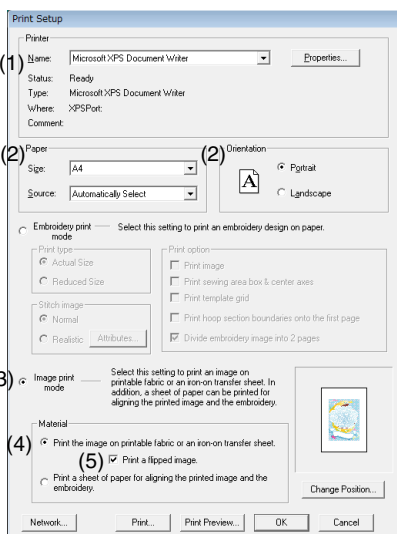 Print Setup
Printer
(1) Name: Microsoft XPS Document Writer Properties...
Status: Ready
Type: Microsoft XPS Document Writer
Where: XPSPort:
Comment:
(2) Paper
Size: A4
Source: Automatically Select
(2) Orientation
A
Portrait
Landscape
Embroidery print mode
Select this setting to print an embroidery design on paper.
Print type
Actual Size
Reduced Size
Stitch image
Normal
Realistic Attributes...
Print option
Print image
Print sewing area box & center axes
Print template grid
Print hoop section boundaries onto the first page
Divide embroidery image into 2 pages
3) Image print
mode
Select this setting to print an image on
printable fabric or an iron-on transfer sheet. In
addition, a sheet of paper can be printed for
aligning the printed image and the embroidery.
Material
(4) Print the image on printable fabric or an iron-on transfer sheet.
(5) Print a flipped image.
Print a sheet of paper for aligning the printed image and the
embroidery.
Change Position...
Network... Print... Print Preview... OK Cancel